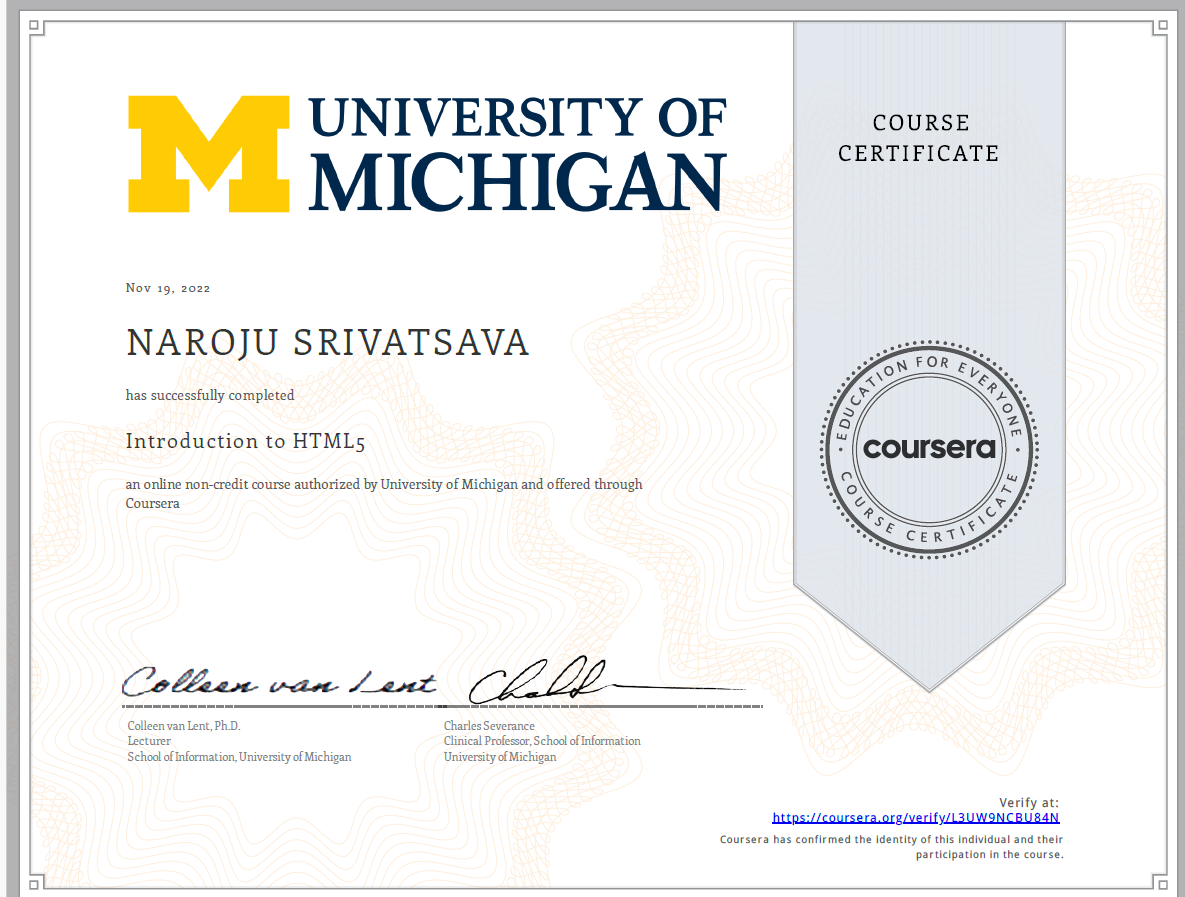 UNIVERSITY OF
MICHIGAN
COURSE
CERTIFICATE
Nov 19, 2022
NAROJU SRIVATSAVA
has successfully completed
Introduction to HTML5
an online non-credit course authorized by University of Michigan and offered through
Coursera
EDUCATION FOR EVERYONE
coursera
COURSE CERTIFICATE
Colleen van Lent
Colleen van Lent, Ph.D.
Lecturer
School of Information, University of Michigan
Charles Severance
Clinical Professor, School of Information
University of Michigan
Verify at:
https://coursera.org/verify/L3UW9NCBU84N
Coursera has confirmed the identity of this individual and their
participation in the course.